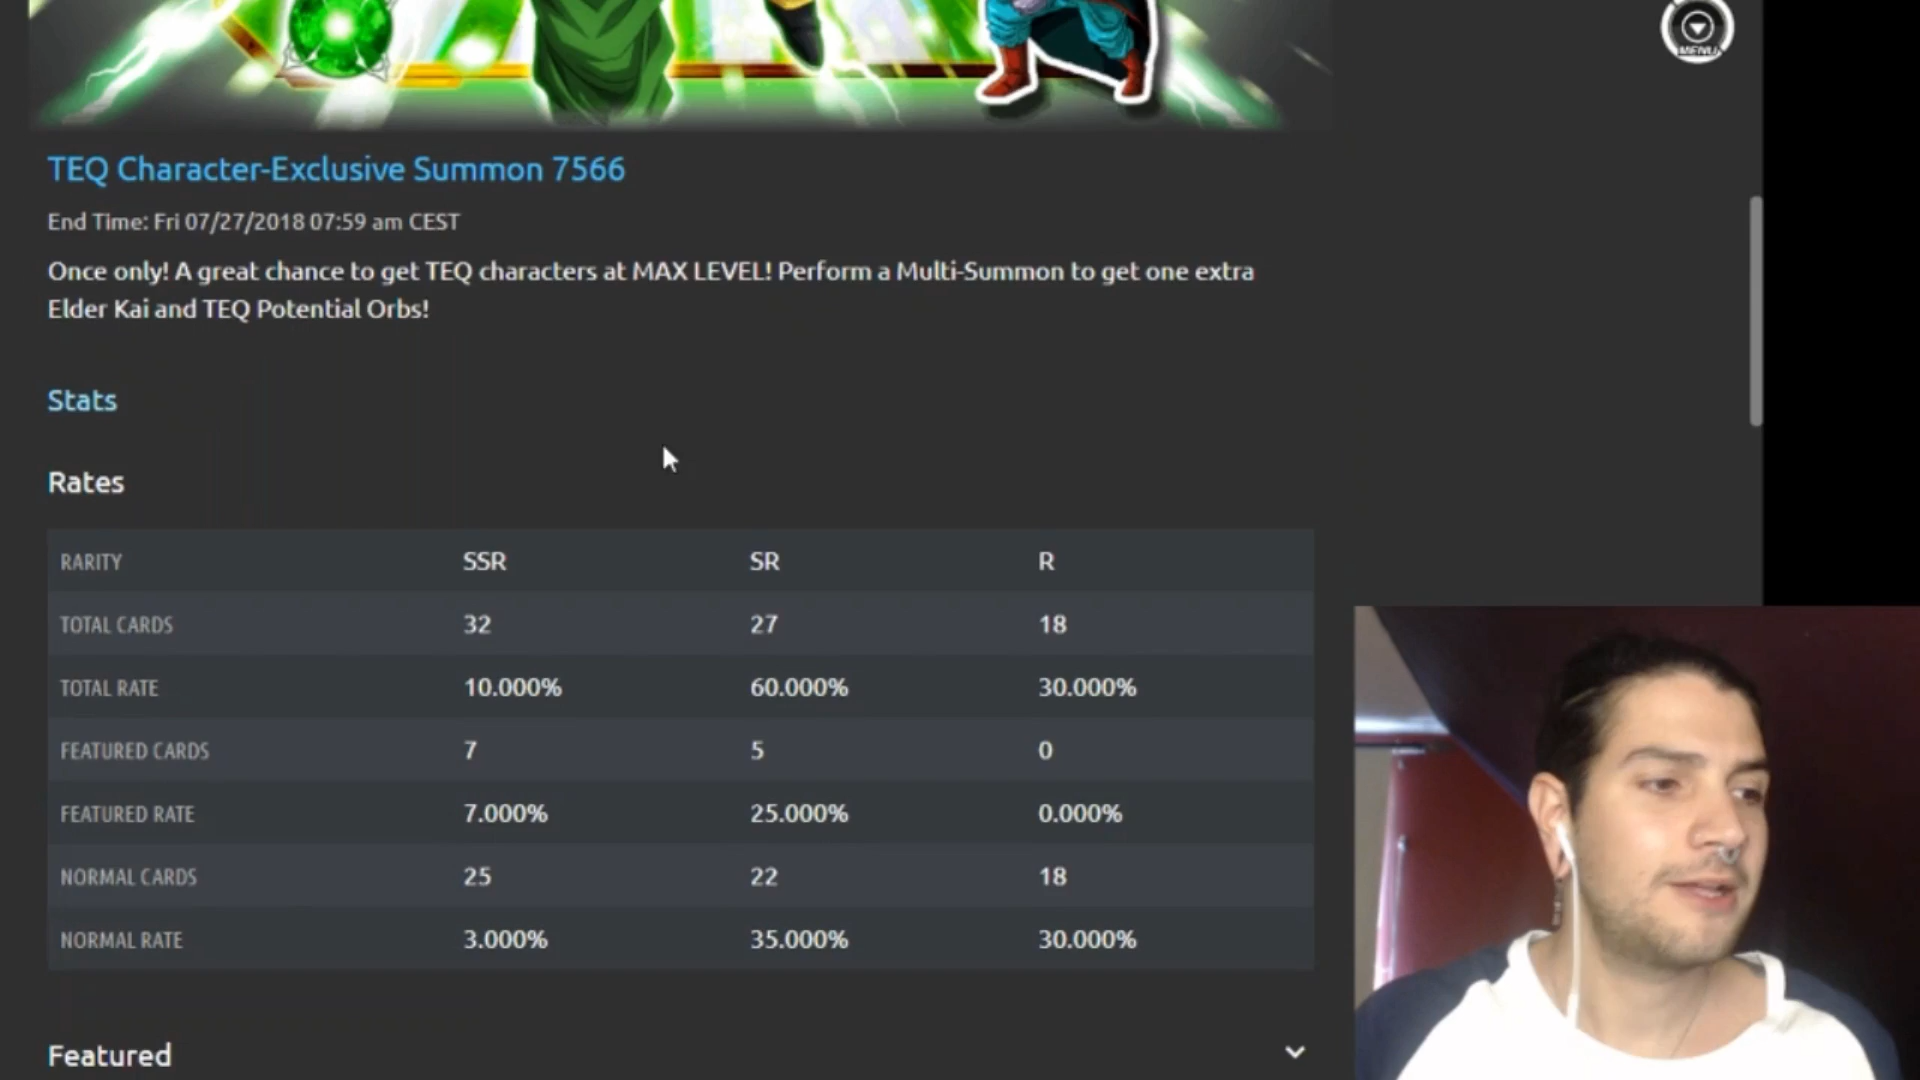 MENU
TEQ Character-Exclusive Summon 7566
End Time: Fri 07/27/2018 07:59 am CEST
Once only! A great chance to get TEQ characters at MAX LEVEL! Perform a Multi-Summon to get one extra
Elder Kai and TEQ Potential Orbs!
Stats
Rates
RARITY SSR SR R
TOTAL CARDS 32 27 18
TOTAL RATE 10.000% 60.000% 30.000%
FEATURED CARDS 7 5 0
FEATURED RATE 7.000% 25.000% 0.000%
NORMAL CARDS 25 22 18
NORMAL RATE 3.000% 35.000% 30.000%
Featured